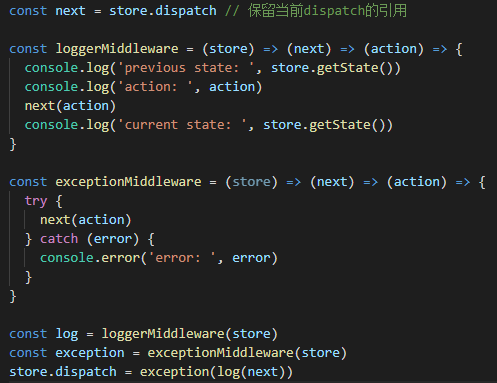 const next = store.dispatch // 保留当前dispatch的引用
const loggerMiddleware = (store) => (next) => (action) => {
console.log('previous state: ', store.getState())
console.log('action: ', action)
next(action)
console.log('current state: ', store.getState())
}
const exceptionMiddleware = (store) => (next) => (action) => {
try {
next(action)
} catch (error) {
console.error('error: ', error)
}
}
const log = loggerMiddleware(store)
const exception = exceptionMiddleware(store)
store.dispatch = exception(log(next))